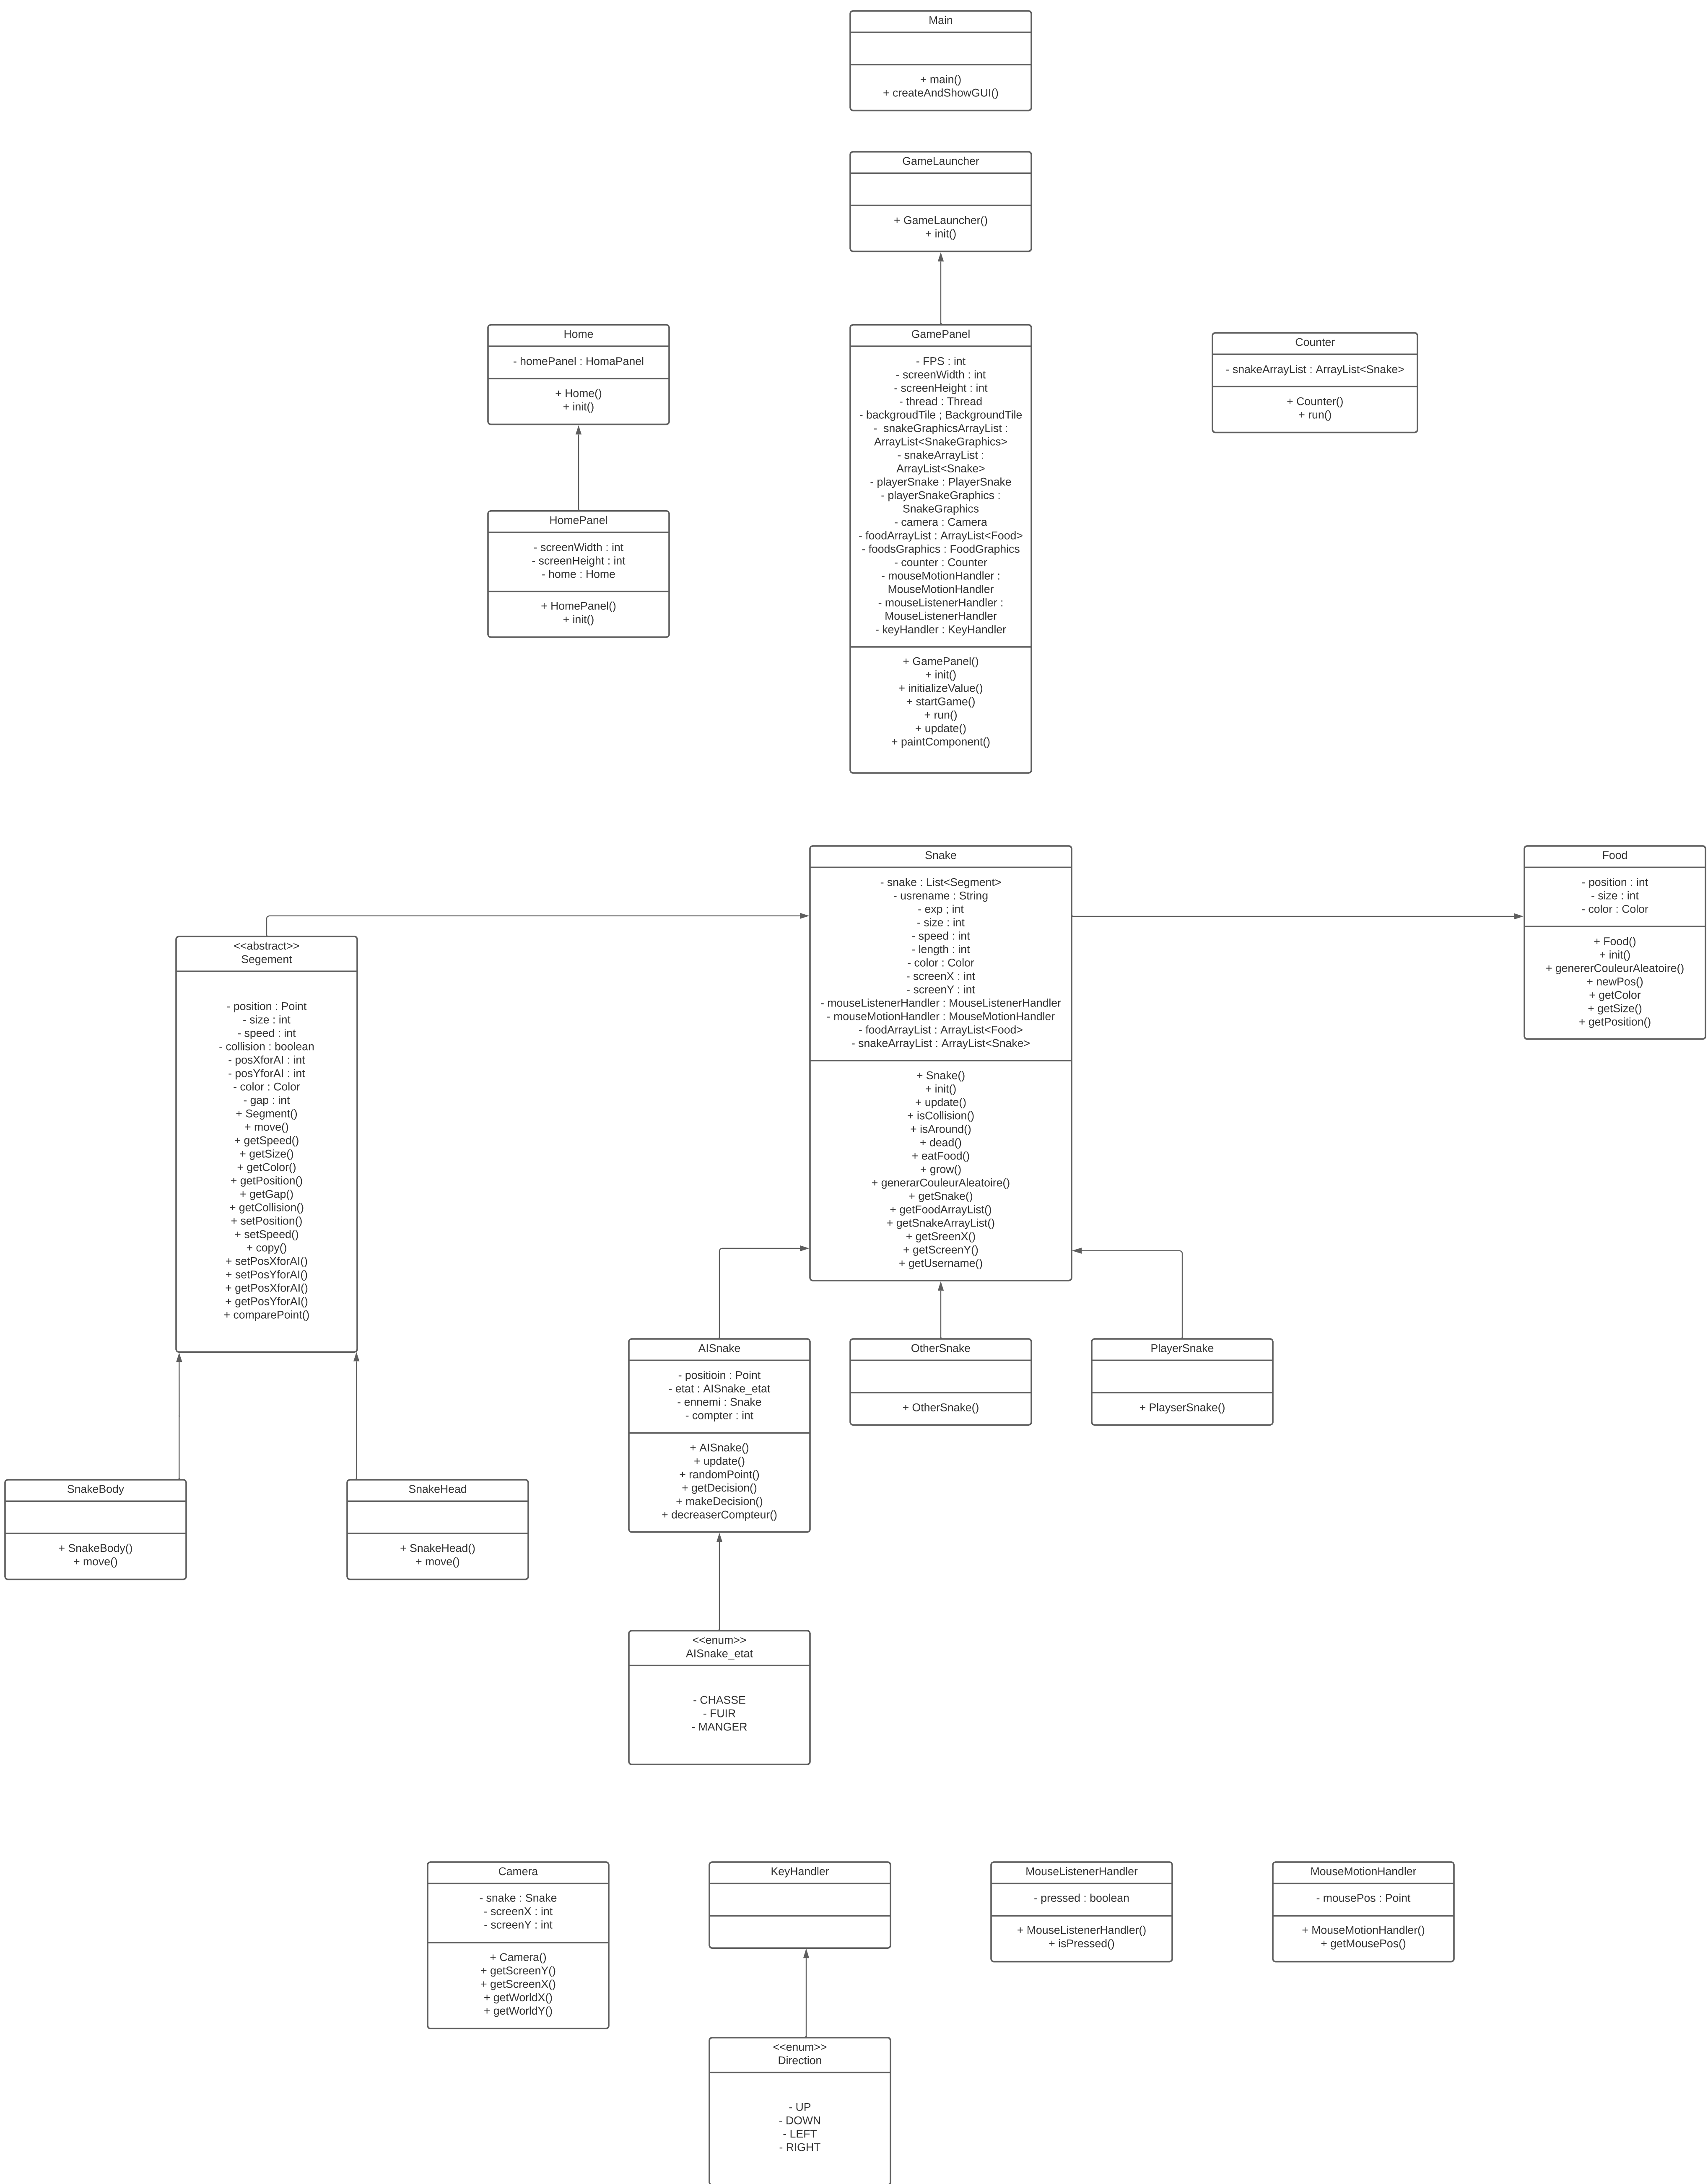 Main
+ main()
+ createAndShowGUI()
GameLauncher
+ GameLauncher()
+ init()
Home
- homePanel : HomaPanel
+ Home()
+ init()
GamePanel
- FPS : int
- screenWidth : int
- screenHeight : int
- thread : Thread
- backgroudTile ; BackgroundTile
- snakeGraphicsArrayList :
ArrayList<SnakeGraphics>
- snakeArrayList :
ArrayList<Snake>
- playerSnake : PlayerSnake
- playerSnakeGraphics :
SnakeGraphics
- camera : Camera
- foodArrayList : ArrayList<Food>
- foodsGraphics : FoodGraphics
- counter : Counter
- mouseMotionHandler :
MouseMotionHandler
- mouseListenerHandler :
MouseListenerHandler
- keyHandler : KeyHandler
+ GamePanel()
+ init()
+ initializeValue()
+ startGame()
+ run()
+ update()
+ paintComponent()
Counter
- snakeArrayList : ArrayList<Snake>
+ Counter()
+ run()
HomePanel
- screenWidth : int
- screenHeight : int
- home : Home
+ HomePanel()
+ init()
Snake
- snake : List<Segment>
- usrename : String
- exp ; int
- size : int
- speed : int
- length : int
- color : Color
- screenX : int
- screenY : int
- mouseListenerHandler : MouseListenerHandler
- mouseMotionHandler : MouseMotionHandler
- foodArrayList : ArrayList<Food>
- snakeArrayList : ArrayList<Snake>
+ Snake()
+ init()
+ update()
+ isCollision()
+ isAround()
+ dead()
+ eatFood()
+ grow()
+ generarCouleurAleatoire()
+ getSnake()
+ getFoodArrayList()
+ getSnakeArrayList()
+ getSreenX()
+ getScreenY()
+ getUsername()
Food
- position : int
- size : int
- color : Color
+ Food()
+ init()
+ genererCouleurAleatoire()
+ newPos()
+ getColor
+ getSize()
+ getPosition()
<<abstract>>
Segement
- position : Point
- size : int
- speed : int
- collision : boolean
- posXforAI : int
- posYforAI : int
- color : Color
- gap : int
+ Segment()
+ move()
+ getSpeed()
+ getSize()
+ getColor()
+ getPosition()
+ getGap()
+ getCollision()
+ setPosition()
+ setSpeed()
+ copy()
+ setPosXforAI()
+ setPosYforAI()
+ getPosXforAI()
+ getPosYforAI()
+ comparePoint()
AISnake
- positioin : Point
- etat : AISnake_etat
- ennemi : Snake
- compter : int
+ AISnake()
+ update()
+ randomPoint()
+ getDecision()
+ makeDecision()
+ decreaserCompteur()
OtherSnake
+ OtherSnake()
PlayerSnake
+ PlayserSnake()
SnakeBody
+ SnakeBody()
+ move()
SnakeHead
+ SnakeHead()
+ move()
<<enum>>
AISnake_etat
- CHASSE
- FUIR
- MANGER
Camera
- snake : Snake
- screenX : int
- screenY : int
+ Camera()
+ getScreenY()
+ getScreenX()
+ getWorldX()
+ getWorldY()
KeyHandler
MouseListenerHandler
- pressed : boolean
+ MouseListenerHandler()
+ isPressed()
MouseMotionHandler
- mousePos : Point
+ MouseMotionHandler()
+ getMousePos()
<<enum>>
Direction
- UP
- DOWN
- LEFT
- RIGHT